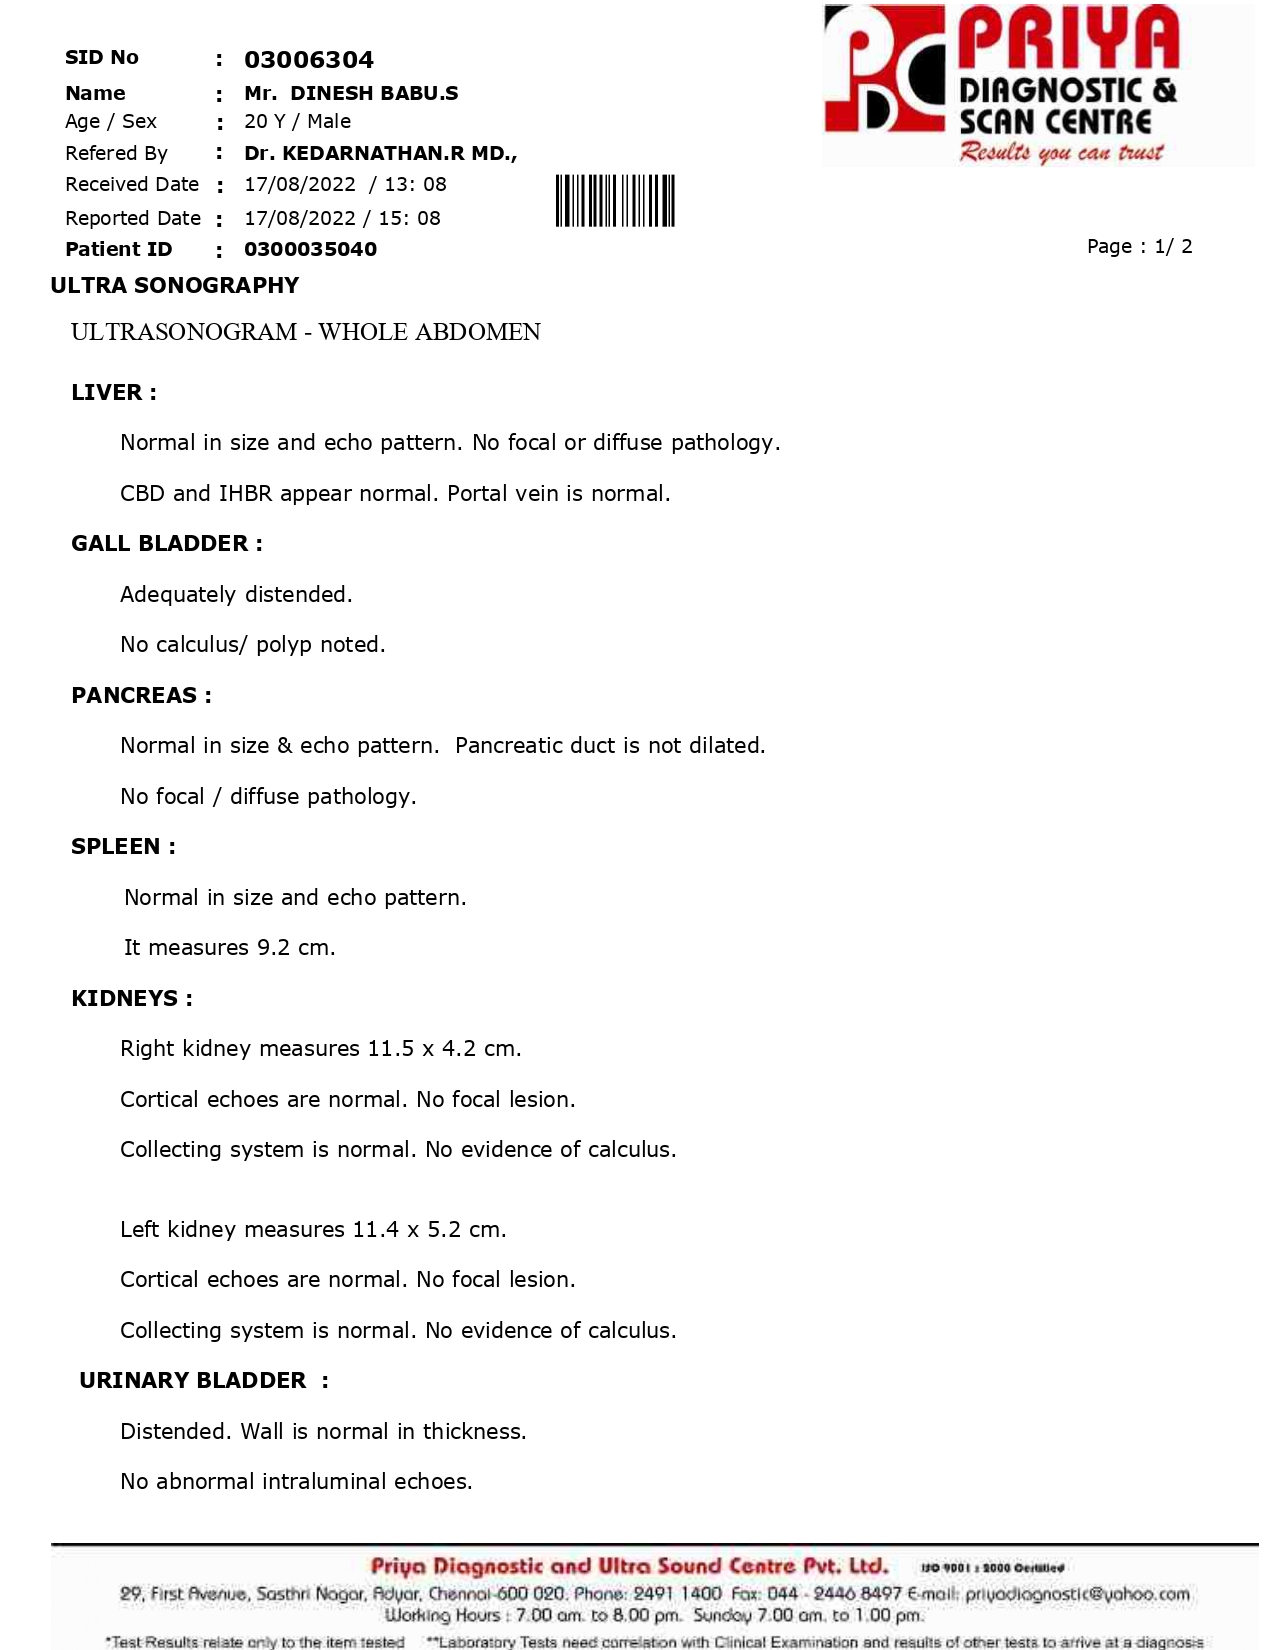 SID No : 03006304
Name : Mr. DINESH BABU.S
Age / Sex : 20 Y / Male
Refered By : Dr. KEDARNATHAN.R MD.,
Received Date : 17/08/2022 / 13: 08
Reported Date : 17/08/2022 / 15: 08
Patient ID : 0300035040
PDC
PRIYA
DIAGNOSTIC &
SCAN CENTRE
Results you can trust
Page : 1/ 2
ULTRA SONOGRAPHY
ULTRASONOGRAM - WHOLE ABDOMEN
LIVER :
Normal in size and echo pattern. No focal or diffuse pathology.
CBD and IHBR appear normal. Portal vein is normal.
GALL BLADDER :
Adequately distended.
No calculus/ polyp noted.
PANCREAS :
Normal in size & echo pattern. Pancreatic duct is not dilated.
No focal / diffuse pathology.
SPLEEN :
Normal in size and echo pattern.
It measures 9.2 cm.
KIDNEYS :
Right kidney measures 11.5 x 4.2 cm.
Cortical echoes are normal. No focal lesion.
Collecting system is normal. No evidence of calculus.
Left kidney measures 11.4 x 5.2 cm.
Cortical echoes are normal. No focal lesion.
Collecting system is normal. No evidence of calculus.
URINARY BLADDER :
Distended. Wall is normal in thickness.
No abnormal intraluminal echoes.
Priya Diagnostic and Ultra Sound Centre Pvt. Ltd. ISO 9001 : 2000 Certified
29, First Avenue, Sasthri Nagar, Adyar, Chennai-600 020. Phone: 2491 1400 Fax: 044 - 2446 8497 E-mail: priyadiagnostic@yahoo.com
Working Hours : 7.00 am. to 8.00 pm. Sunday 7.00 am. to 1.00 pm.
*Test Results relate only to the item tested **Laboratory Tests need correlation with Clinical Examination and results of other tests to arrive at a diagnosis